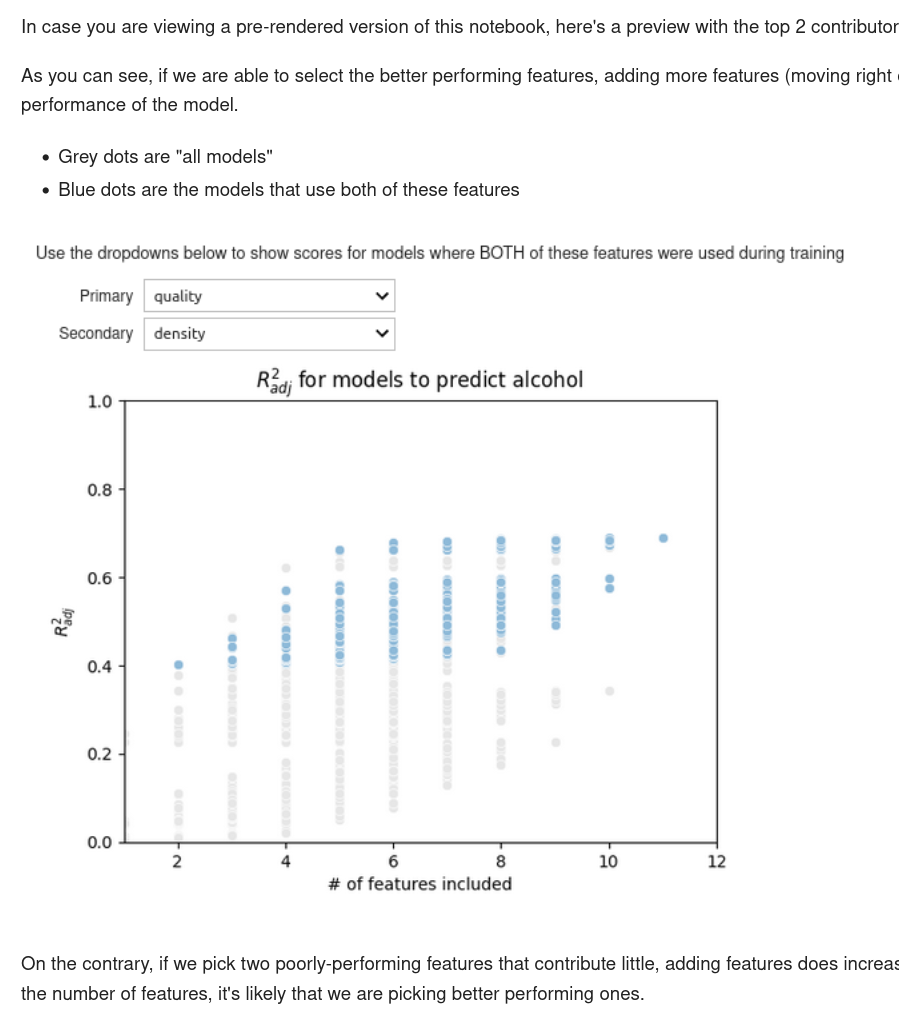 In case you are viewing a pre-rendered version of this notebook, here's a preview with the top 2 contributor
As you can see, if we are able to select the better performing features, adding more features (moving right
performance of the model.
• Grey dots are "all models"
• Blue dots are the models that use both of these features
Use the dropdowns below to show scores for models where BOTH of these features were used during training
Primary quality
Secondary density
R²adj for models to predict alcohol
1.0
0.8
0.6
0.4
0.2
0.0
R²adj
2 4 6 8 10 12
# of features included
On the contrary, if we pick two poorly-performing features that contribute little, adding features does increas
the number of features, it's likely that we are picking better performing ones.